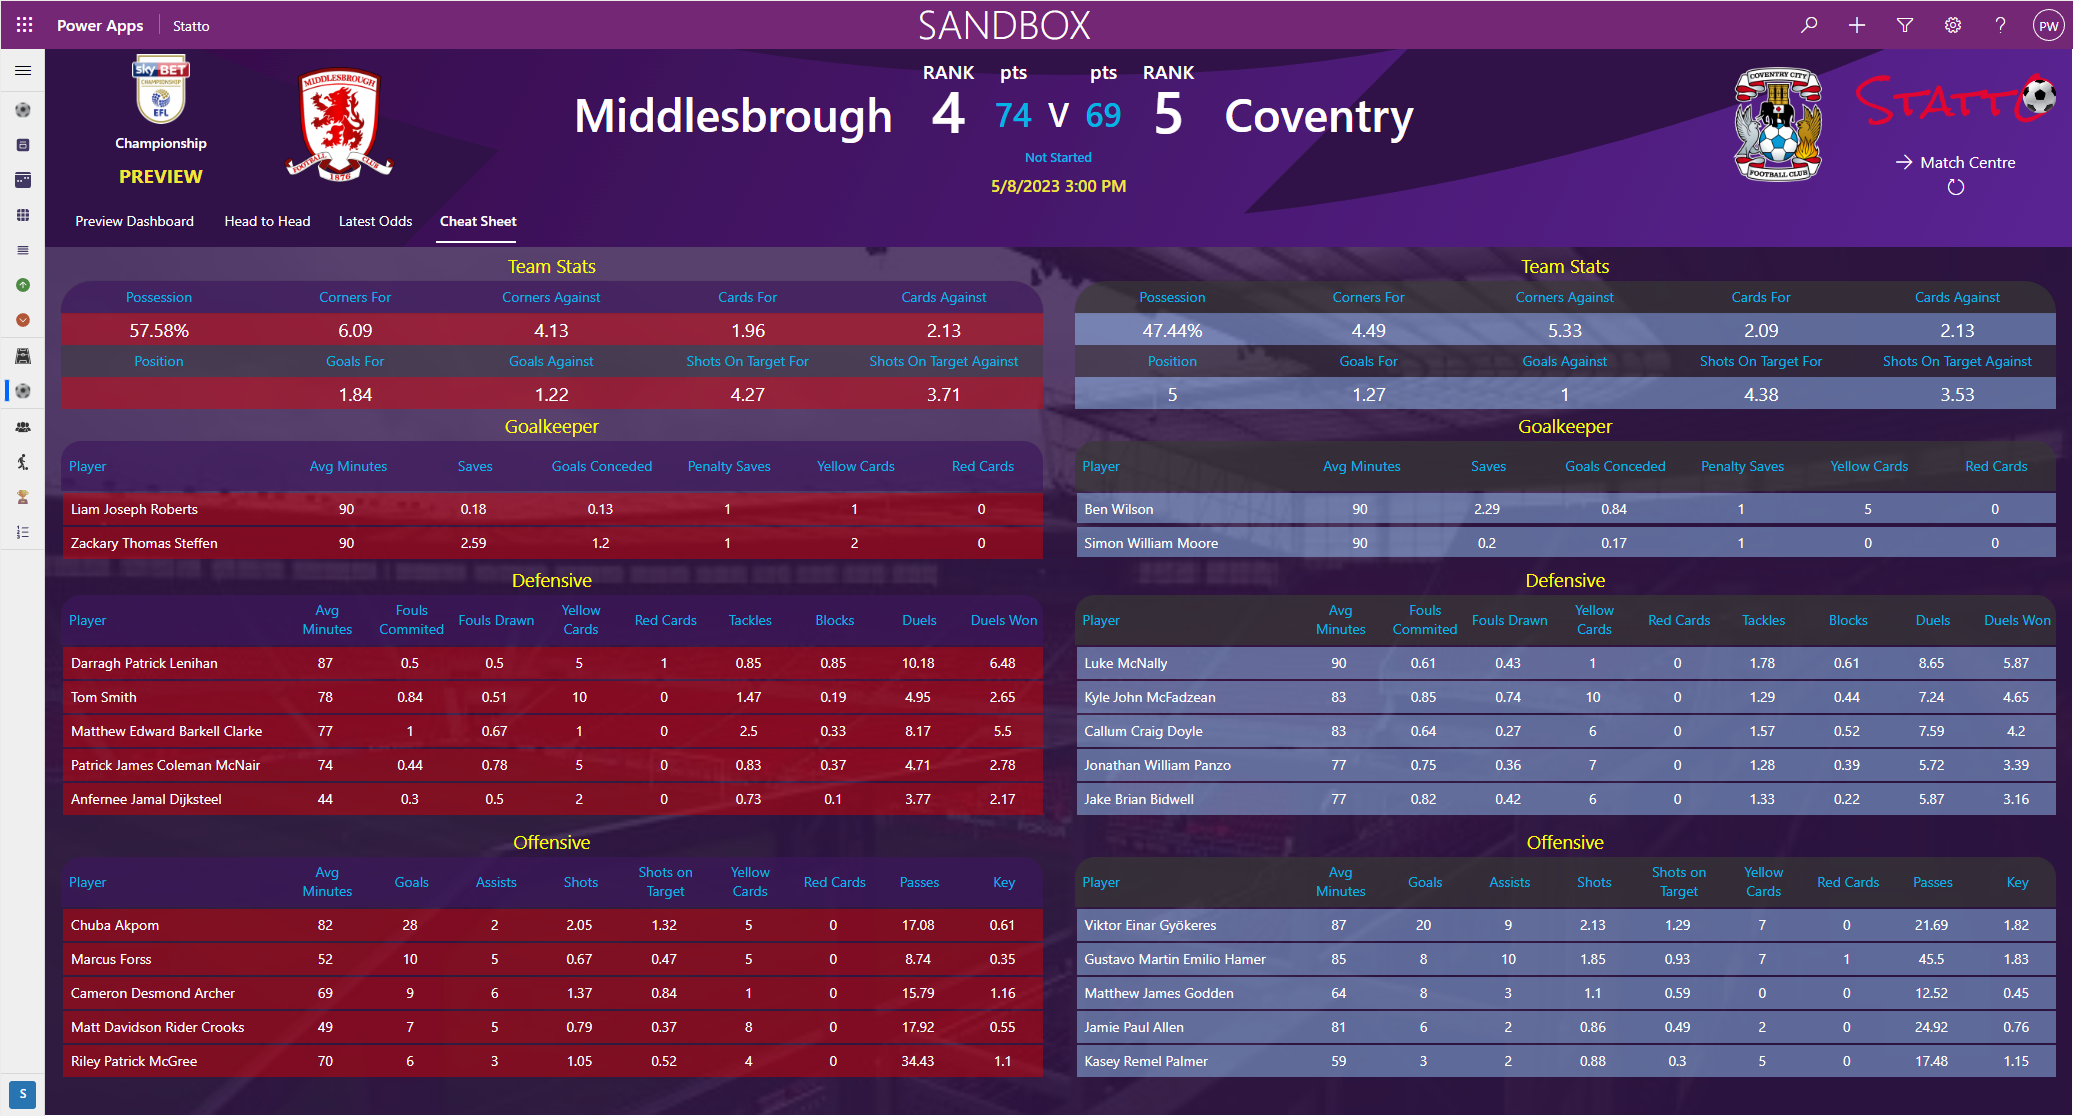 Power Apps Statto SANDBOX PW
sky BET
CHAMPIONSHIP
EFL
Championship
PREVIEW
MIDDLESBROUGH
FOOTBALL CLUB
1876
RANK pts pts RANK
Middlesbrough 4 74 V 69 5 Coventry
Not Started
5/8/2023 3:00 PM
COVENTRY CITY
FOOTBALL CLUB
STATTO
Match Centre
Preview Dashboard Head to Head Latest Odds Cheat Sheet
Team Stats
Possession Corners For Corners Against Cards For Cards Against
57.58% 6.09 4.13 1.96 2.13
Position Goals For Goals Against Shots On Target For Shots On Target Against
1.84 1.22 4.27 3.71
Goalkeeper
Player Avg Minutes Saves Goals Conceded Penalty Saves Yellow Cards Red Cards
Liam Joseph Roberts 90 0.18 0.13 1 1 0
Zackary Thomas Steffen 90 2.59 1.2 1 2 0
Defensive
Player Avg Minutes Fouls Commited Fouls Drawn Yellow Cards Red Cards Tackles Blocks Duels Duels Won
Darragh Patrick Lenihan 87 0.5 0.5 5 1 0.85 0.85 10.18 6.48
Tom Smith 78 0.84 0.51 10 0 1.47 0.19 4.95 2.65
Matthew Edward Barkell Clarke 77 1 0.67 1 0 2.5 0.33 8.17 5.5
Patrick James Coleman McNair 74 0.44 0.78 5 0 0.83 0.37 4.71 2.78
Anfernee Jamal Dijksteel 44 0.3 0.5 2 0 0.73 0.1 3.77 2.17
Offensive
Player Avg Minutes Goals Assists Shots Shots on Target Yellow Cards Red Cards Passes Key
Chuba Akpom 82 28 2 2.05 1.32 5 0 17.08 0.61
Marcus Forss 52 10 5 0.67 0.47 5 0 8.74 0.35
Cameron Desmond Archer 69 9 6 1.37 0.84 1 0 15.79 1.16
Matt Davidson Rider Crooks 49 7 5 0.79 0.37 8 0 17.92 0.55
Riley Patrick McGree 70 6 3 1.05 0.52 4 0 34.43 1.1
Team Stats
Possession Corners For Corners Against Cards For Cards Against
47.44% 4.49 5.33 2.09 2.13
Position Goals For Goals Against Shots On Target For Shots On Target Against
5 1.27 1 4.38 3.53
Goalkeeper
Player Avg Minutes Saves Goals Conceded Penalty Saves Yellow Cards Red Cards
Ben Wilson 90 2.29 0.84 1 5 0
Simon William Moore 90 0.2 0.17 1 0 0
Defensive
Player Avg Minutes Fouls Commited Fouls Drawn Yellow Cards Red Cards Tackles Blocks Duels Duels Won
Luke McNally 90 0.61 0.43 1 0 1.78 0.61 8.65 5.87
Kyle John McFadzean 83 0.85 0.74 10 0 1.29 0.44 7.24 4.65
Callum Craig Doyle 83 0.64 0.27 6 0 1.57 0.52 7.59 4.2
Jonathan William Panzo 77 0.75 0.36 7 0 1.28 0.39 5.72 3.39
Jake Brian Bidwell 77 0.82 0.42 6 0 1.33 0.22 5.87 3.16
Offensive
Player Avg Minutes Goals Assists Shots Shots on Target Yellow Cards Red Cards Passes Key
Viktor Einar Gyökeres 87 20 9 2.13 1.29 7 0 21.69 1.82
Gustavo Martin Emilio Hamer 85 8 10 1.85 0.93 7 1 45.5 1.83
Matthew James Godden 64 8 3 1.1 0.59 0 0 12.52 0.45
Jamie Paul Allen 81 6 2 0.86 0.49 2 0 24.92 0.76
Kasey Remel Palmer 59 3 2 0.88 0.3 5 0 17.48 1.15
S